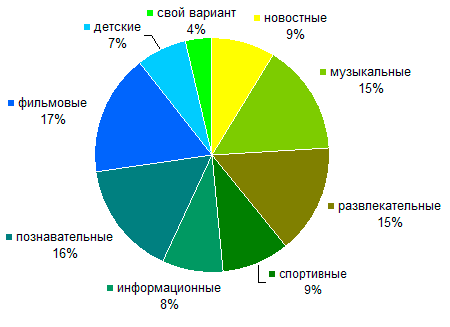 свой вариант
4%
новостные
9%
музыкальные
15%
развлекательные
15%
спортивные
9%
информационные
8%
познавательные
16%
фильмовые
17%
детские
7%